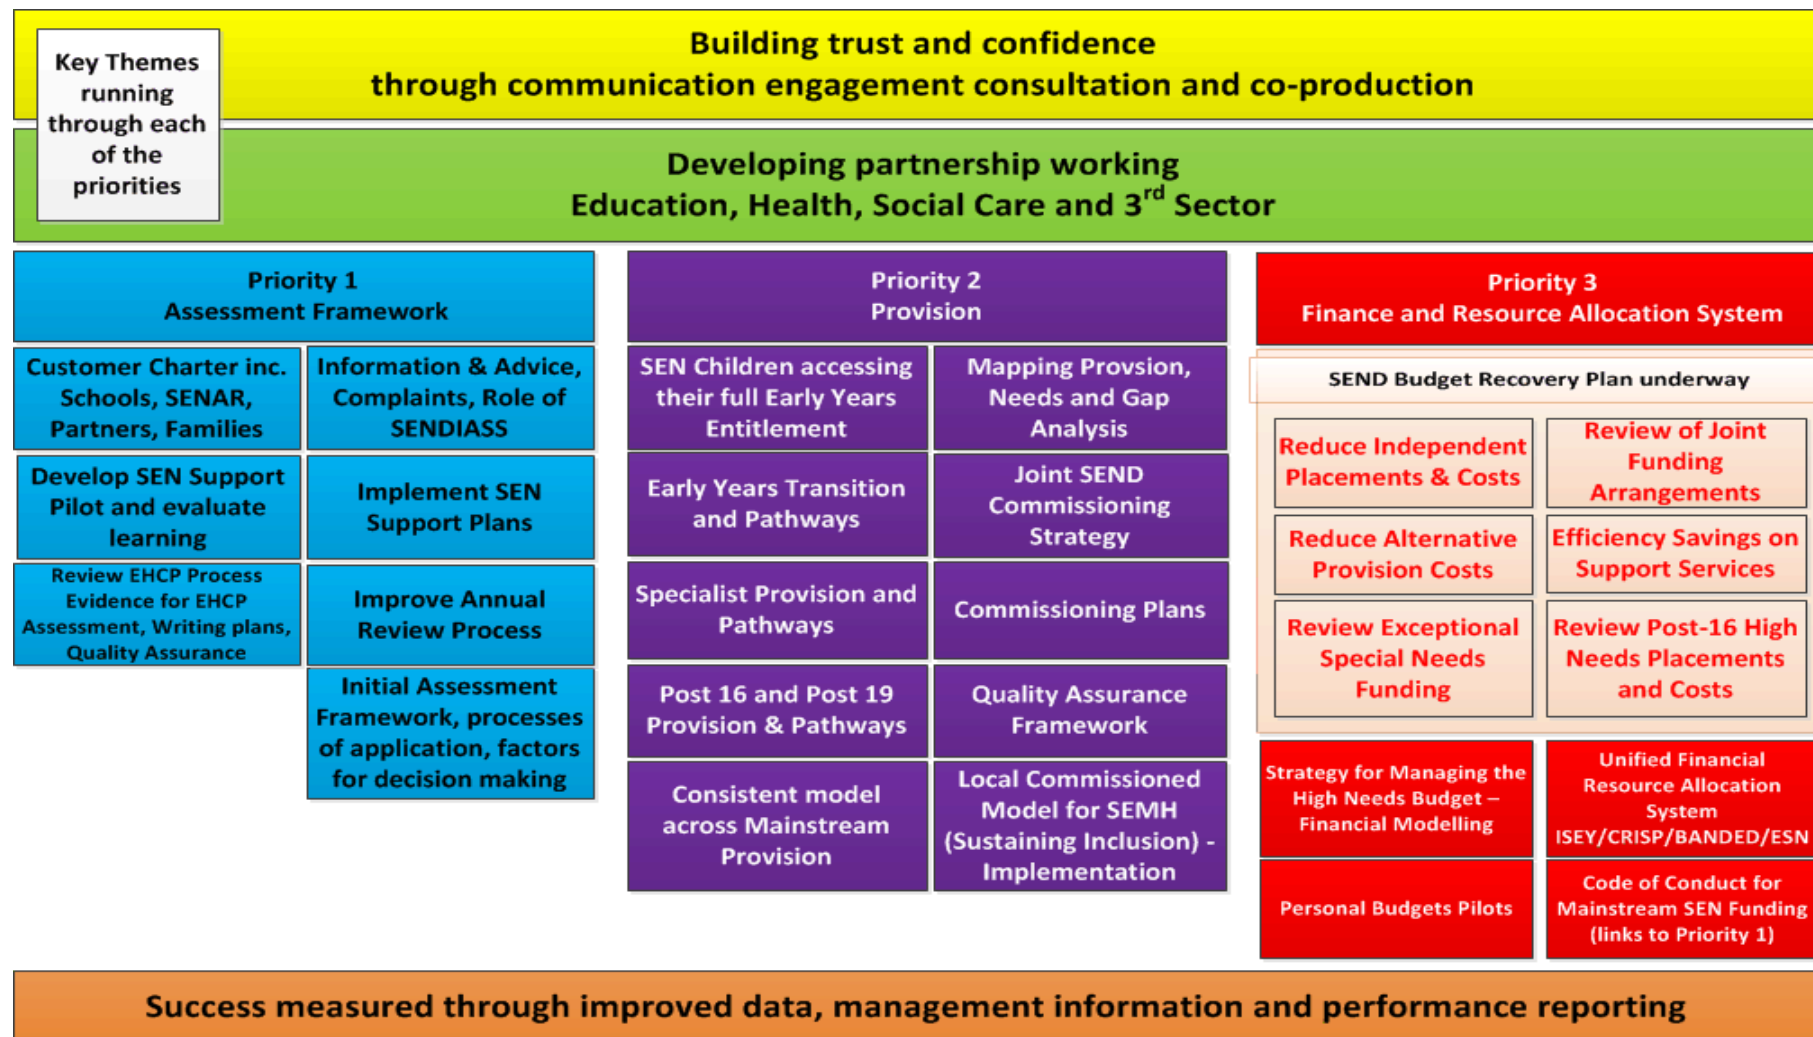 Key Themes
running
through each
of the
priorities
Building trust and confidence
through communication engagement consultation and co-production
Developing partnership working
Education, Health, Social Care and 3rd Sector
Priority 1
Assessment Framework
Customer Charter inc.
Schools, SENAR,
Partners, Families
Information & Advice,
Complaints, Role of
SENDIASS
Develop SEN Support
Pilot and evaluate
learning
Implement SEN
Support Plans
Review EHCP Process
Evidence for EHCP
Assessment, Writing plans,
Quality Assurance
Improve Annual
Review Process
Initial Assessment
Framework, processes
of application, factors
for decision making
Priority 2
Provision
SEN Children accessing
their full Early Years
Entitlement
Mapping Provsion,
Needs and Gap
Analysis
Early Years Transition
and Pathways
Joint SEND
Commissioning
Strategy
Specialist Provision and
Pathways
Commissioning Plans
Post 16 and Post 19
Provision & Pathways
Quality Assurance
Framework
Consistent model
across Mainstream
Provision
Local Commissioned
Model for SEMH
(Sustaining Inclusion) -
Implementation
Priority 3
Finance and Resource Allocation System
SEND Budget Recovery Plan underway
Reduce Independent
Placements & Costs
Review of Joint
Funding
Arrangements
Reduce Alternative
Provision Costs
Efficiency Savings on
Support Services
Review Exceptional
Special Needs
Funding
Review Post-16 High
Needs Placements
and Costs
Strategy for Managing the
High Needs Budget –
Financial Modelling
Unified Financial
Resource Allocation
System
ISEY/CRISP/BANDED/ESN
Personal Budgets Pilots
Code of Conduct for
Mainstream SEN Funding
(links to Priority 1)
Success measured through improved data, management information and performance reporting